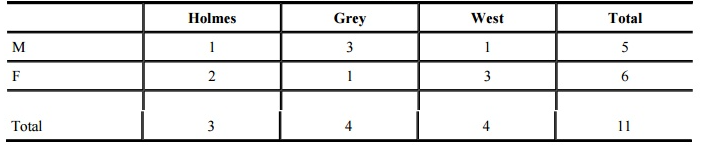 Holmes Grey West Total
M 1 3 1 5
F 2 1 3 6
Total 3 4 4 11